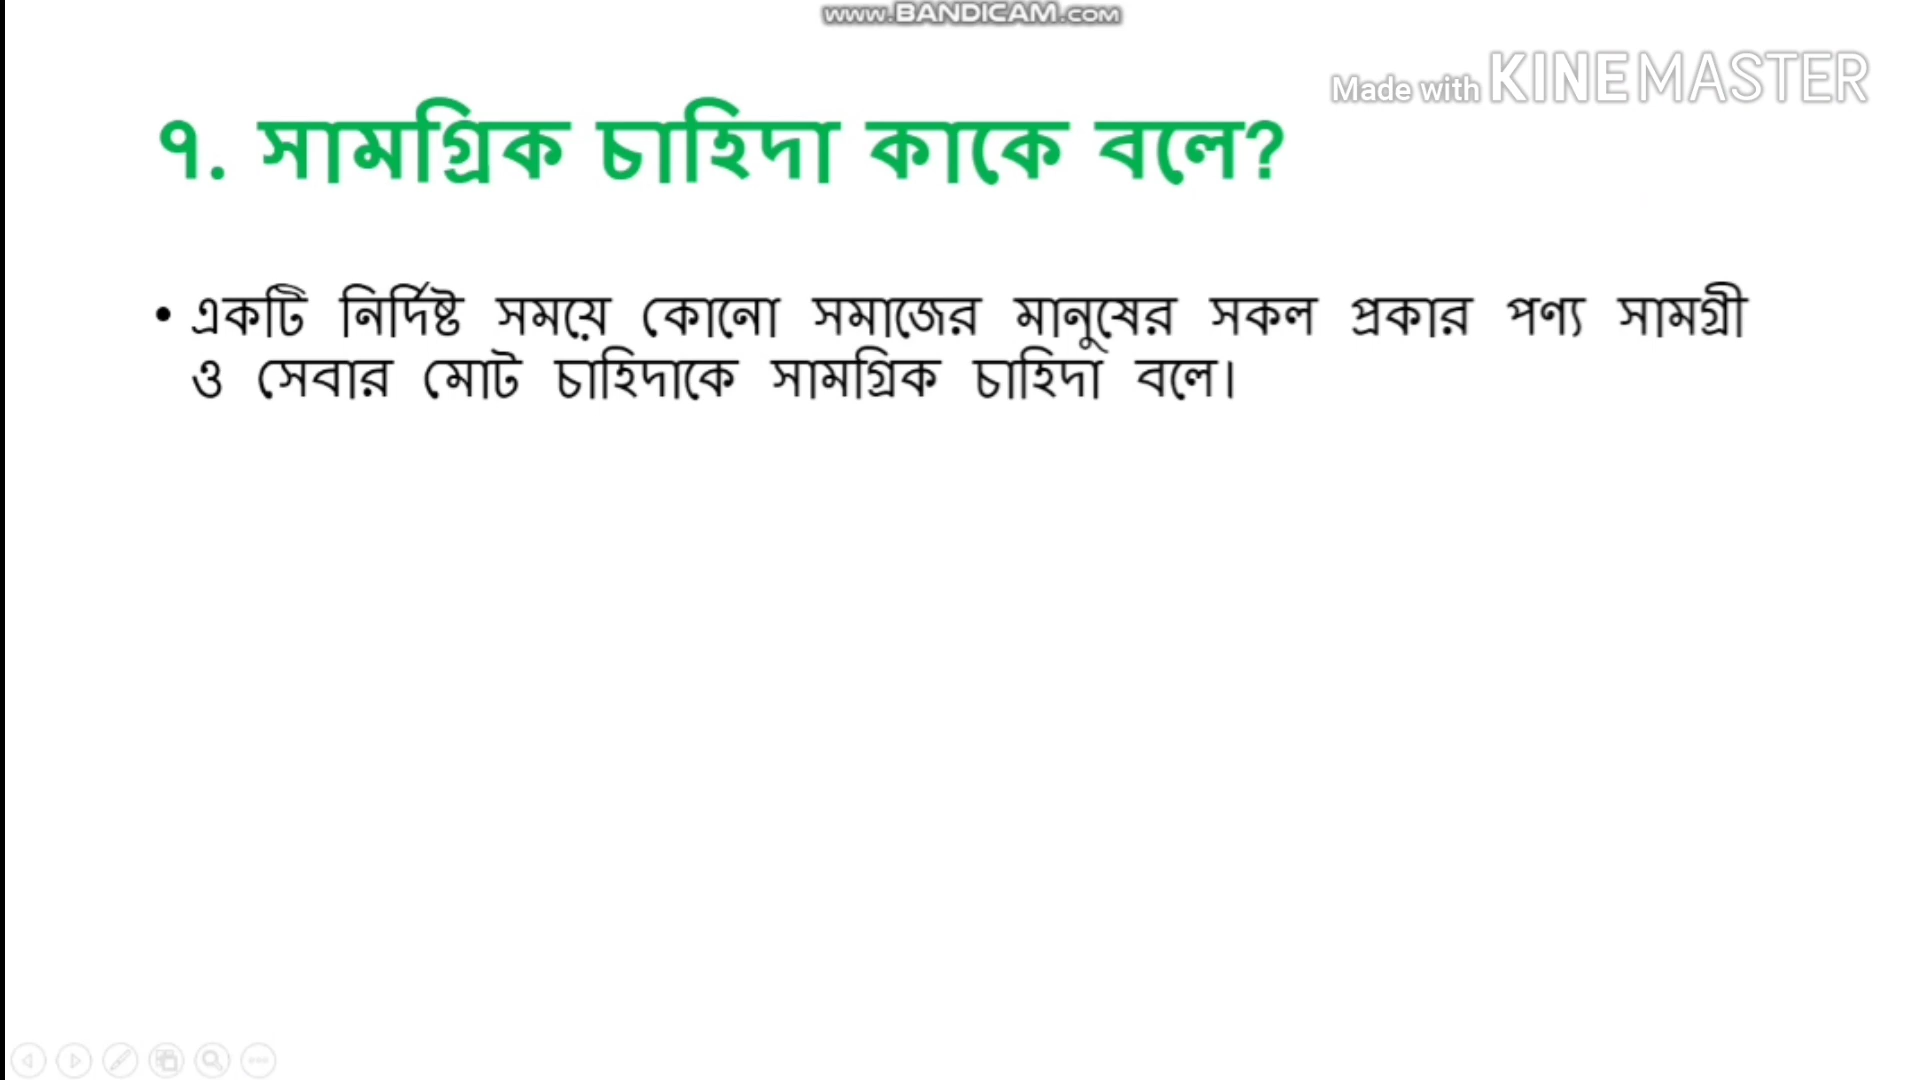 www.BANDICAM.com
Made with KINEMASTER
৭. সামগ্রিক চাহিদা কাকে বলে?
• একটি নির্দিষ্ট সময়ে কোনো সমাজের মানুষের সকল প্রকার পণ্য সামগ্রী
ও সেবার মোট চাহিদাকে সামগ্রিক চাহিদা বলে।